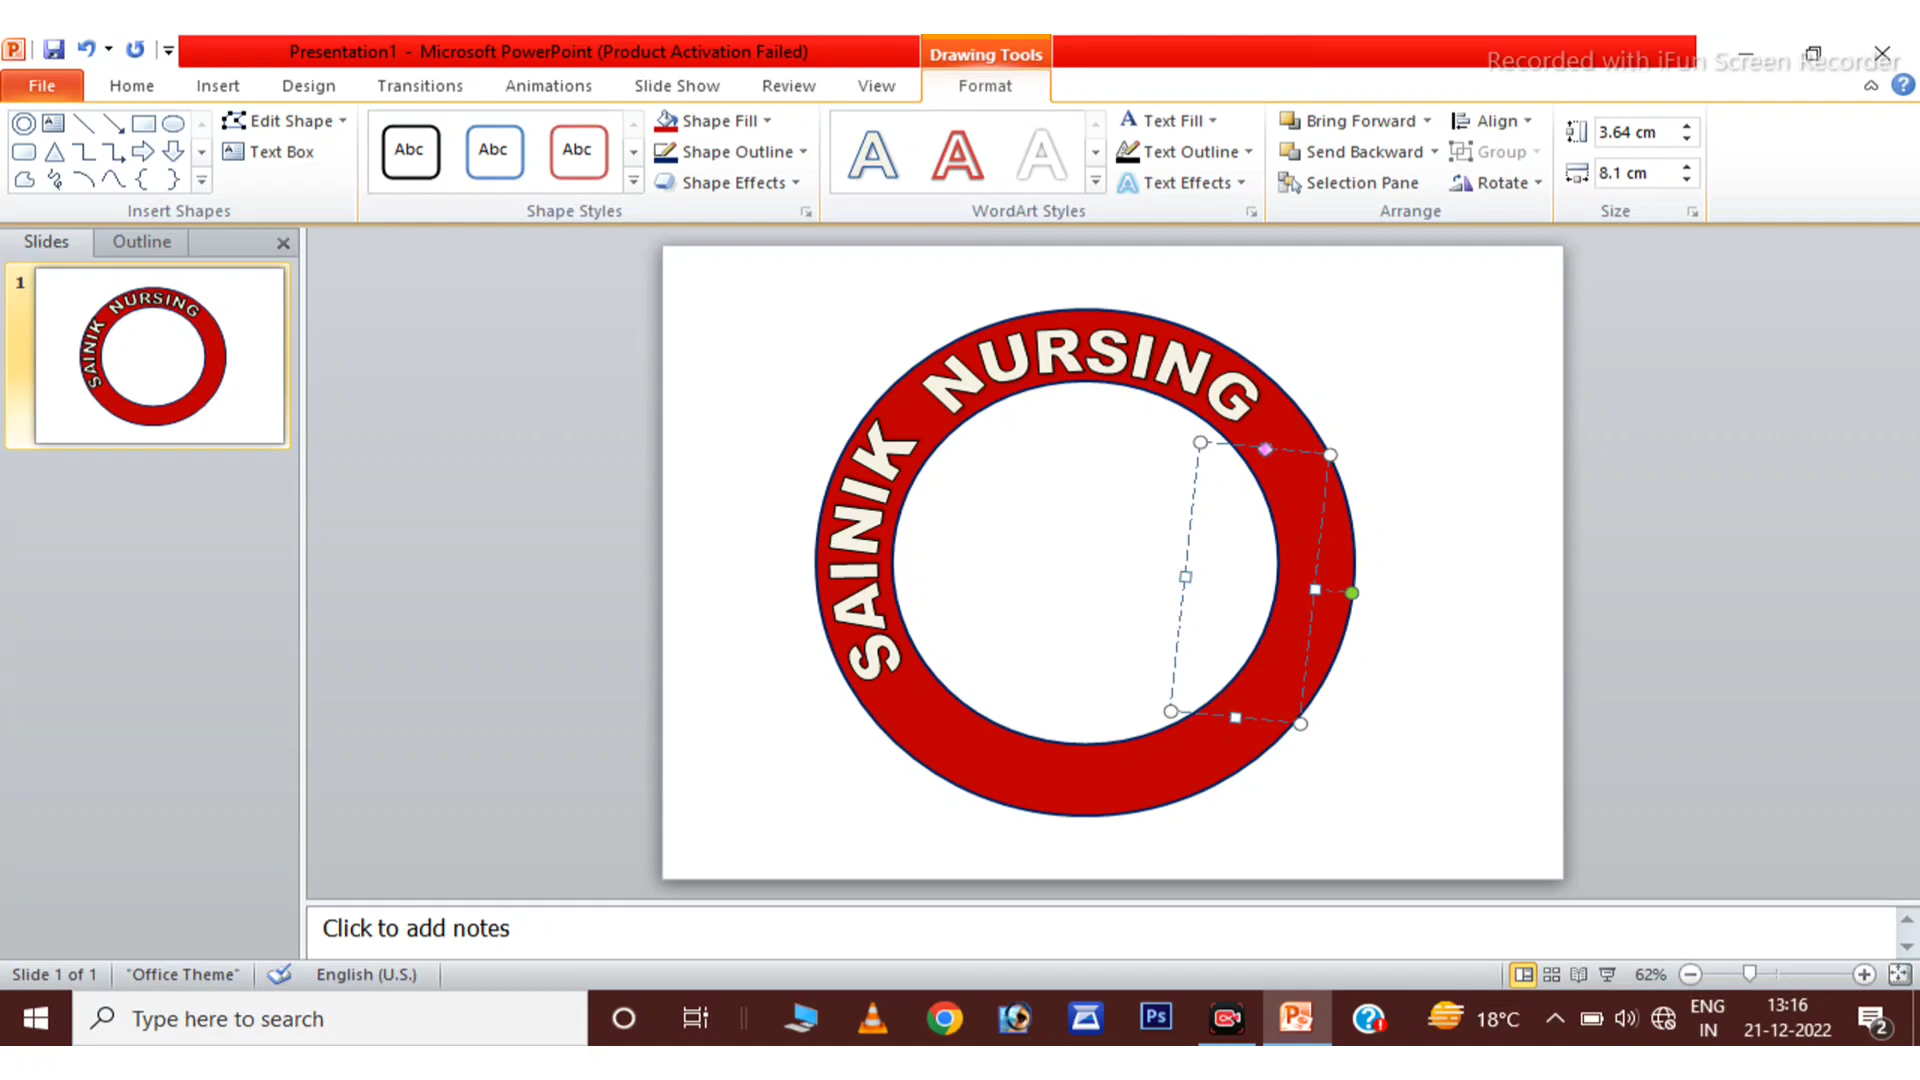 Presentation1 - Microsoft PowerPoint (Product Activation Failed)
Drawing Tools
Recorded with iFun Screen Recorder
File Home Insert Design Transitions Animations Slide Show Review View Format
Edit Shape
Text Box
Insert Shapes
Abc Abc Abc
Shape Fill
Shape Outline
Shape Effects
Shape Styles
A A A
Text Fill
Text Outline
Text Effects
WordArt Styles
Bring Forward
Send Backward
Selection Pane
Align
Group
Rotate
Arrange
3.64 cm
8.1 cm
Size
Slides Outline
1
SAINIK NURSING
SAINIK NURSING
Click to add notes
Slide 1 of 1 "Office Theme" English (U.S.) 62%
Type here to search
Ps
18°C
ENG
IN
13:16
21-12-2022
2